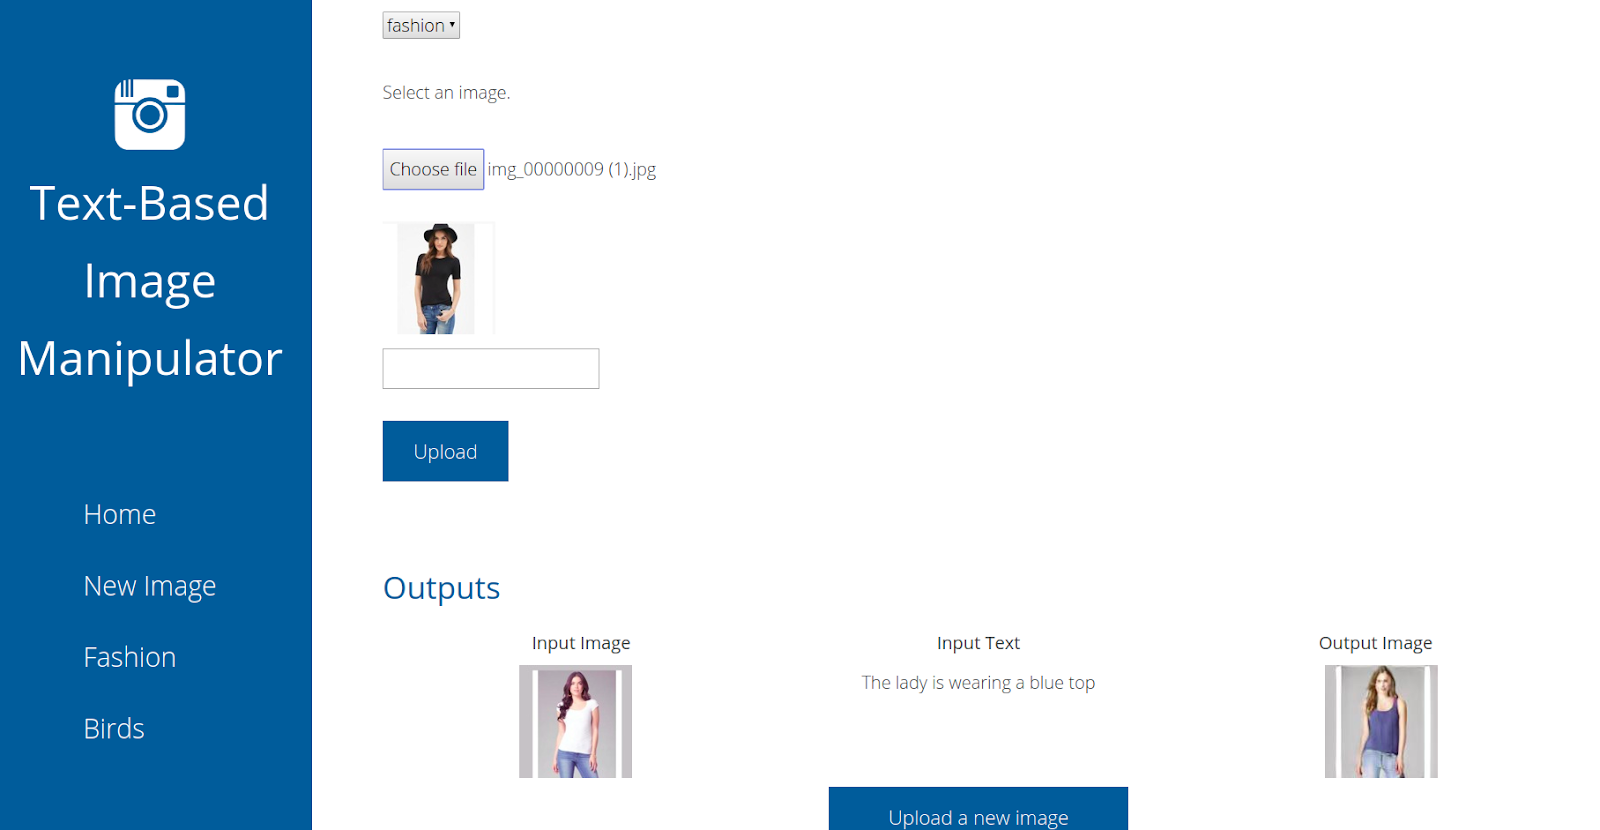 Text-Based
Image
Manipulator
Home
New Image
Fashion
Birds
fashion
Select an image.
Choose file img_00000009 (1).jpg
Upload
Outputs
Input Image Input Text Output Image
The lady is wearing a blue top
Upload a new image